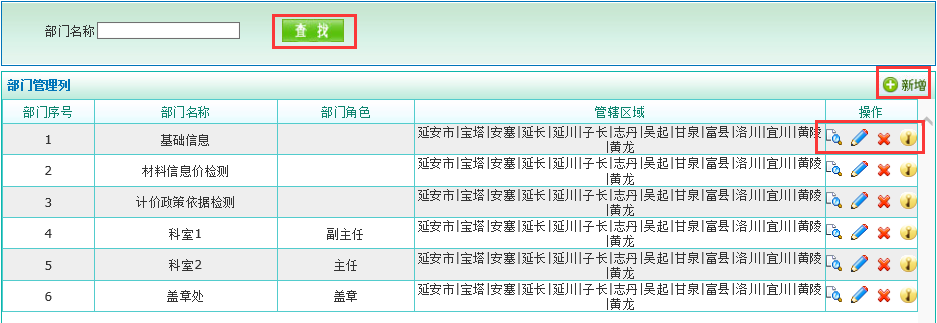 部门名称
查 找
部门管理列
新增
部门序号 部门名称 部门角色 管辖区域 操作
1 基础信息 延安市|宝塔|安塞|延长|延川|子长|志丹|吴起|甘泉|富县|洛川|宜川|黄陵
|黄龙
2 材料信息价检测 延安市|宝塔|安塞|延长|延川|子长|志丹|吴起|甘泉|富县|洛川|宜川|黄陵
|黄龙
3 计价政策依据检测 延安市|宝塔|安塞|延长|延川|子长|志丹|吴起|甘泉|富县|洛川|宜川|黄陵
|黄龙
4 科室1 副主任 延安市|宝塔|安塞|延长|延川|子长|志丹|吴起|甘泉|富县|洛川|宜川|黄陵
|黄龙
5 科室2 主任 延安市|宝塔|安塞|延长|延川|子长|志丹|吴起|甘泉|富县|洛川|宜川|黄陵
|黄龙
6 盖章处 盖章 延安市|宝塔|安塞|延长|延川|子长|志丹|吴起|甘泉|富县|洛川|宜川|黄陵
|黄龙